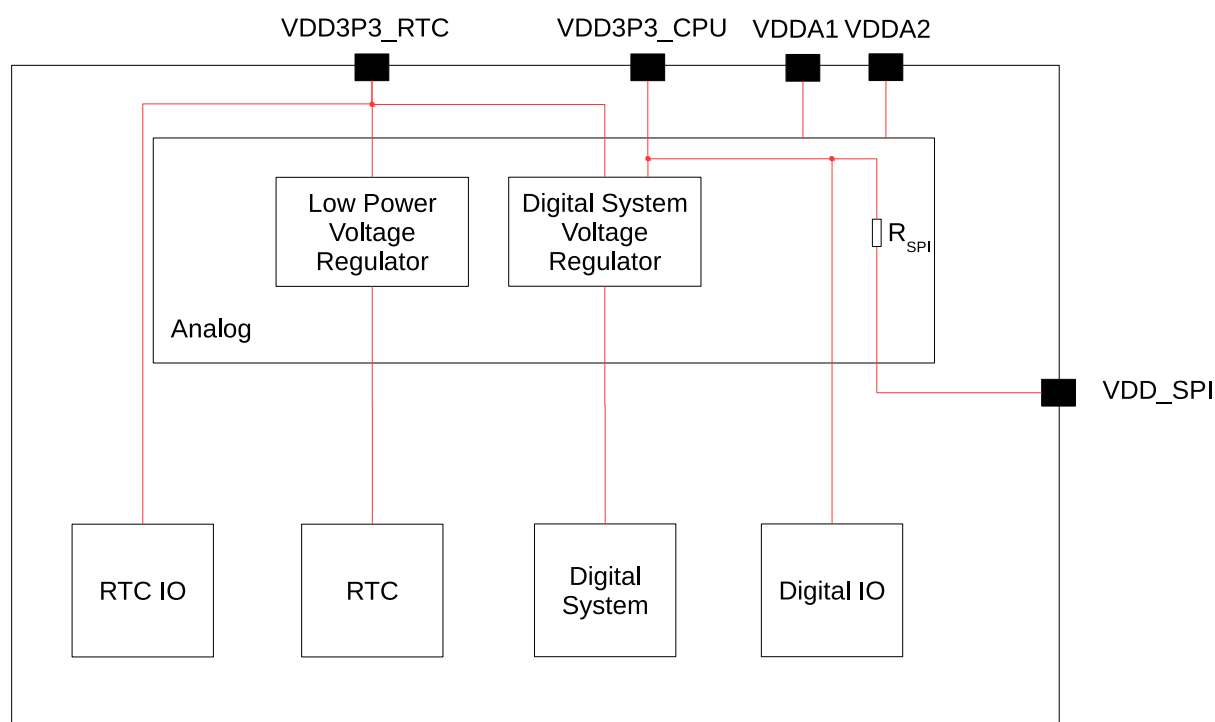 VDD3P3_RTC
VDD3P3_CPU
VDDA1
VDDA2
Low Power
Voltage
Regulator
Digital System
Voltage
Regulator
RSPI
Analog
VDD_SPI
RTC IO
RTC
Digital
System
Digital IO